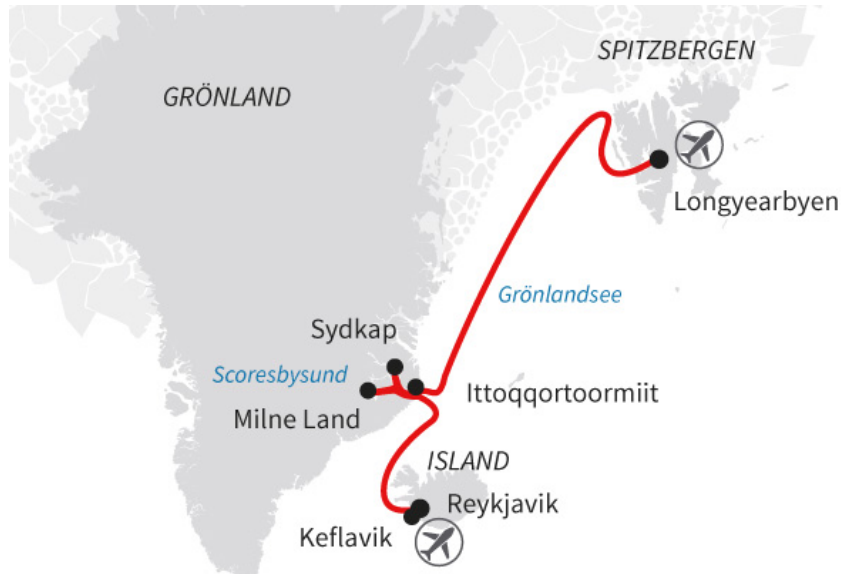 SPITZBERGEN
GRÖNLAND
Longyearbyen
Grönlandsee
Sydkap
Scoresbysund
Ittoqqortoormiit
Milne Land
ISLAND
Reykjavik
Keflavik